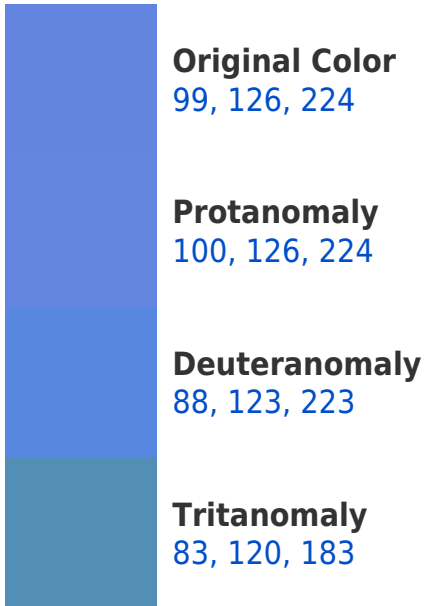 Original Color
99, 126, 224
Protanomaly
100, 126, 224
Deuteranomaly
88, 123, 223
Tritanomaly
83, 120, 183